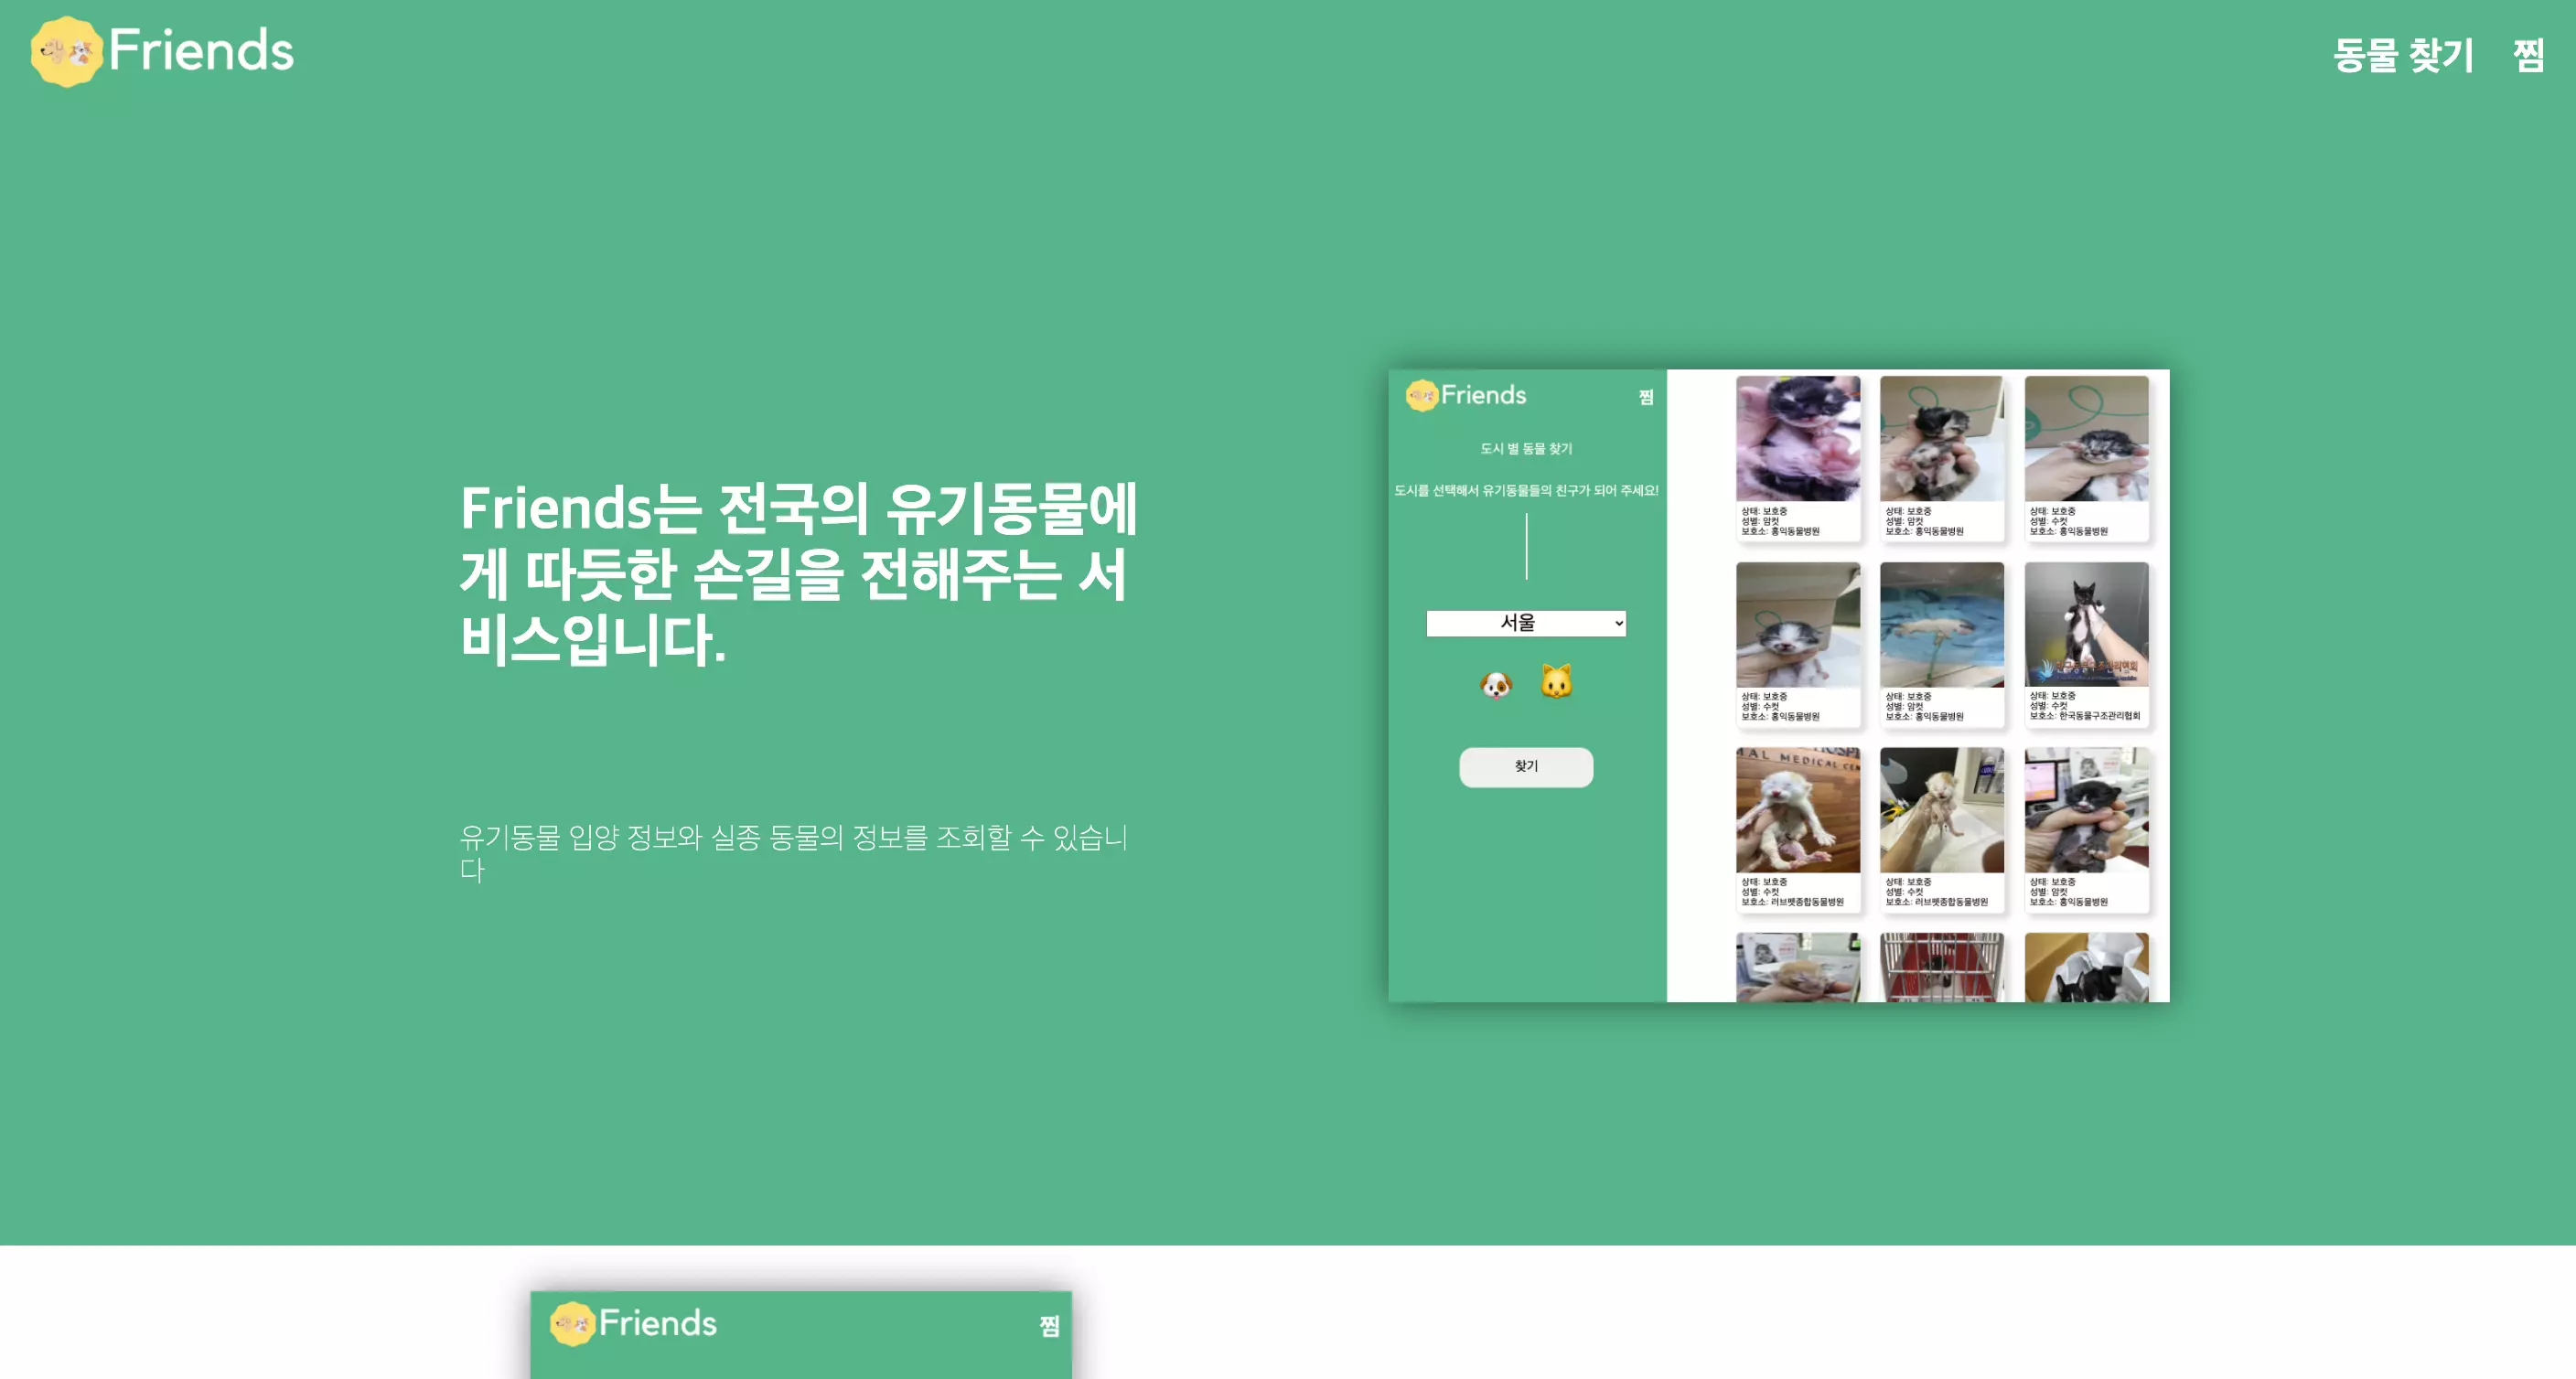 Friends
동물 찾기 찜
Friends는 전국의 유기동물에
게 따듯한 손길을 전해주는 서
비스입니다.
유기동물 입양 정보와 실종 동물의 정보를 조회할 수 있습니
다
Friends 찜
도시 별 동물 찾기
도시를 선택해서 유기동물들의 친구가 되어 주세요!
서울
찾기
상태: 보호중
성별: 암컷
보호소: 홍익동물병원
상태: 보호중
성별: 암컷
보호소: 홍익동물병원
상태: 보호중
성별: 수컷
보호소: 홍익동물병원
상태: 보호중
성별: 수컷
보호소: 홍익동물병원
상태: 보호중
성별: 암컷
보호소: 홍익동물병원
상태: 보호중
성별: 수컷
보호소: 한국동물구조관리협회
MEDICAL
상태: 보호중
성별: 수컷
보호소: 러브펫종합동물병원
상태: 보호중
성별: 수컷
보호소: 러브펫종합동물병원
상태: 보호중
성별: 암컷
보호소: 홍익동물병원
Friends 찜